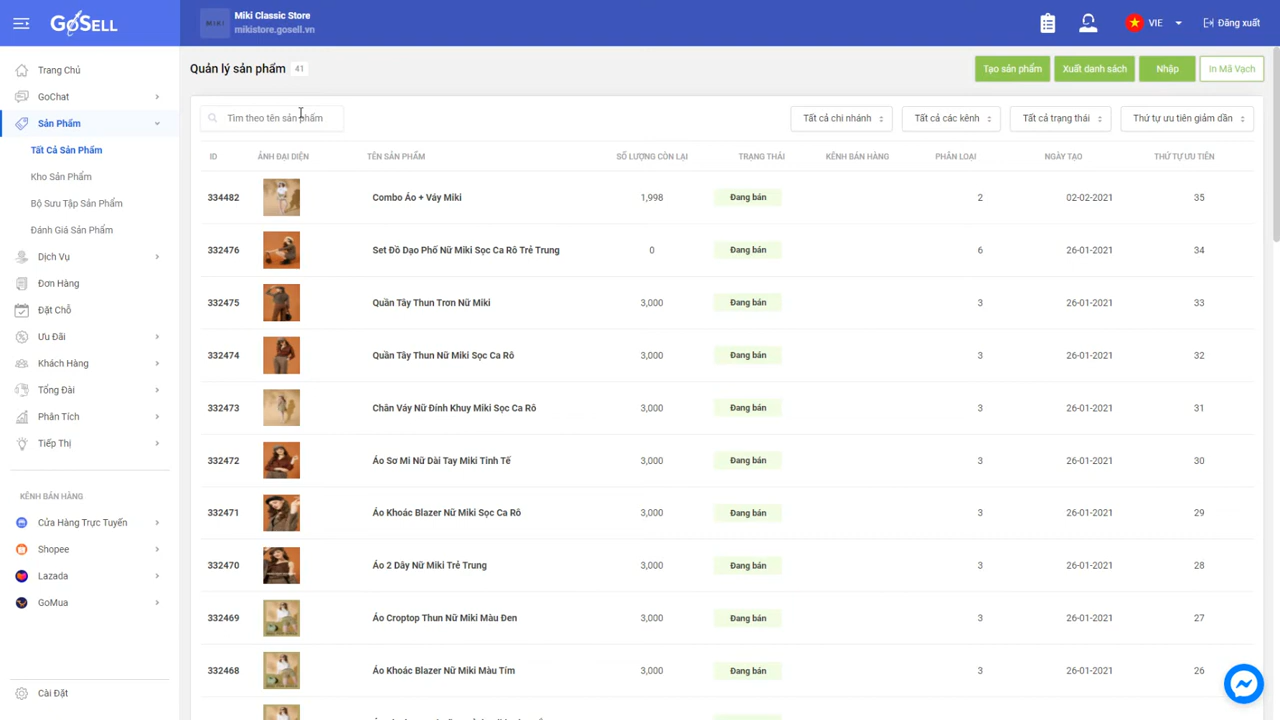 GOSELL
MIKI
Miki Classic Store
mikistore.gosell.vn
VIE
Đăng xuất
Trang Chủ
GoChat
Sản Phẩm
Tất Cả Sản Phẩm
Kho Sản Phẩm
Bộ Sưu Tập Sản Phẩm
Đánh Giá Sản Phẩm
Dịch Vụ
Đơn Hàng
Đặt Chỗ
Ưu Đãi
Khách Hàng
Tổng Đài
Phân Tích
Tiếp Thị
KÊNH BÁN HÀNG
Cửa Hàng Trực Tuyến
Shopee
Lazada
GoMua
Cài Đặt
Quản lý sản phẩm 41
Tạo sản phẩm Xuất danh sách Nhập In Mã Vạch
Tìm theo tên sản phẩm Tất cả chi nhánh Tất cả các kênh Tất cả trạng thái Thứ tự ưu tiên giảm dần
ID ẢNH ĐẠI DIỆN TÊN SẢN PHẨM SỐ LƯỢNG CÒN LẠI TRẠNG THÁI KÊNH BÁN HÀNG PHÂN LOẠI NGÀY TẠO THỨ TỰ ƯU TIÊN
334482 Combo Áo + Váy Miki 1,998 Đang bán 2 02-02-2021 35
332476 Set Đồ Dạo Phố Nữ Miki Sọc Ca Rô Trẻ Trung 0 Đang bán 6 26-01-2021 34
332475 Quần Tây Thun Trơn Nữ Miki 3,000 Đang bán 3 26-01-2021 33
332474 Quần Tây Thun Nữ Miki Sọc Ca Rô 3,000 Đang bán 3 26-01-2021 32
332473 Chân Váy Nữ Đính Khuy Miki Sọc Ca Rô 3,000 Đang bán 3 26-01-2021 31
332472 Áo Sơ Mi Nữ Dài Tay Miki Tinh Tế 3,000 Đang bán 3 26-01-2021 30
332471 Áo Khoác Blazer Nữ Miki Sọc Ca Rô 3,000 Đang bán 3 26-01-2021 29
332470 Áo 2 Dây Nữ Miki Trẻ Trung 3,000 Đang bán 3 26-01-2021 28
332469 Áo Croptop Thun Nữ Miki Màu Đen 3,000 Đang bán 3 26-01-2021 27
332468 Áo Khoác Blazer Nữ Miki Màu Tím 3,000 Đang bán 3 26-01-2021 26